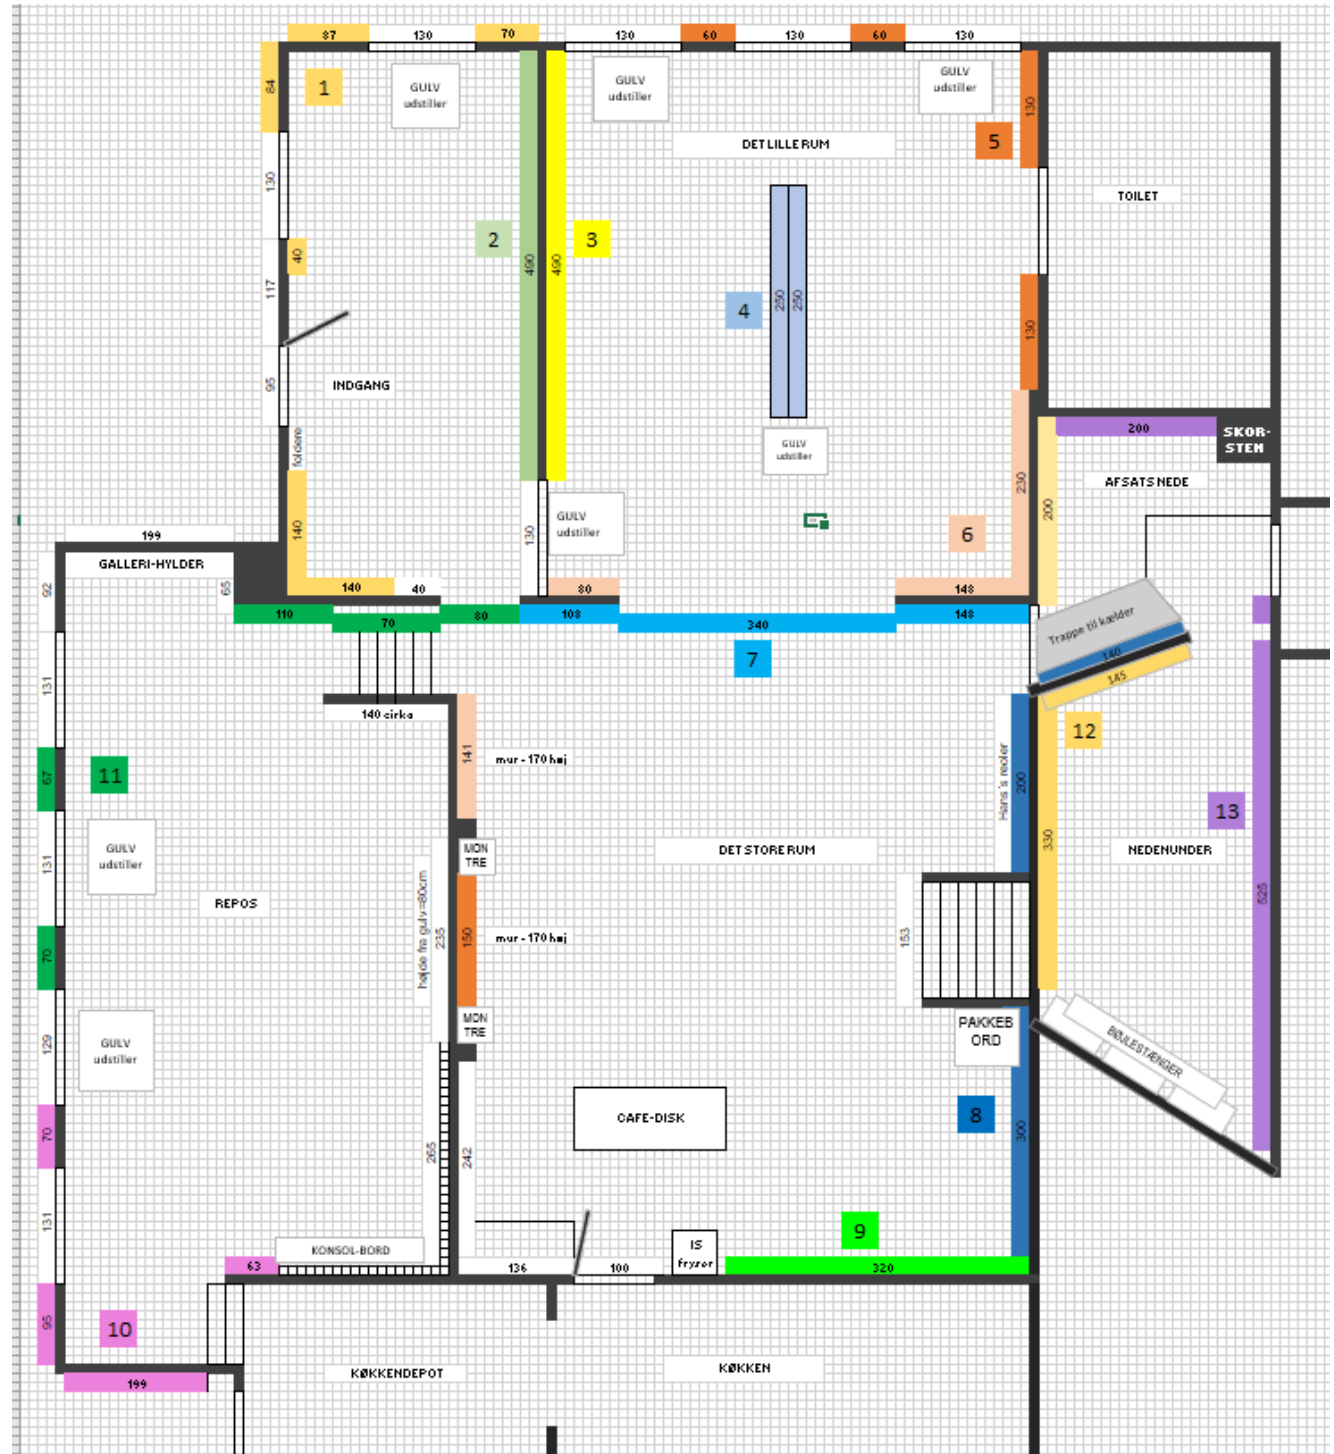 87
130
70
130
60
130
60
130
84
1
GULV
udstiller
GULV
udstiller
GULV
udstiller
130
5
DET LILLE RUM
130
TOILET
40
2
3
490
490
4
250
250
117
130
INDGANG
95
foldere
200
SKOR-
STEN
AFSATS NEDE
230
200
140
130
GULV
udstiller
GULV
udstiller
6
199
GALLERI-HYLDER
92
65
140
40
80
148
110
70
80
108
340
148
7
Trappe til kælder
140
145
12
131
140 cirka
141
mur - 170 høj
Hans´s reoler
200
67
11
13
330
GULV
udstiller
131
MON
TRE
DET STORE RUM
NEDENUNDER
525
REPOS
højde fra gulv=80cm
235
150
mur - 170 høj
153
70
GULV
udstiller
129
MON
TRE
PAKKEB
ORD
BØJLESTÆNGER
CAFE-DISK
8
300
70
265
242
131
KONSOL-BORD
63
136
100
IS
fryser
9
320
95
10
199
KØKKENDEPOT
KØKKEN